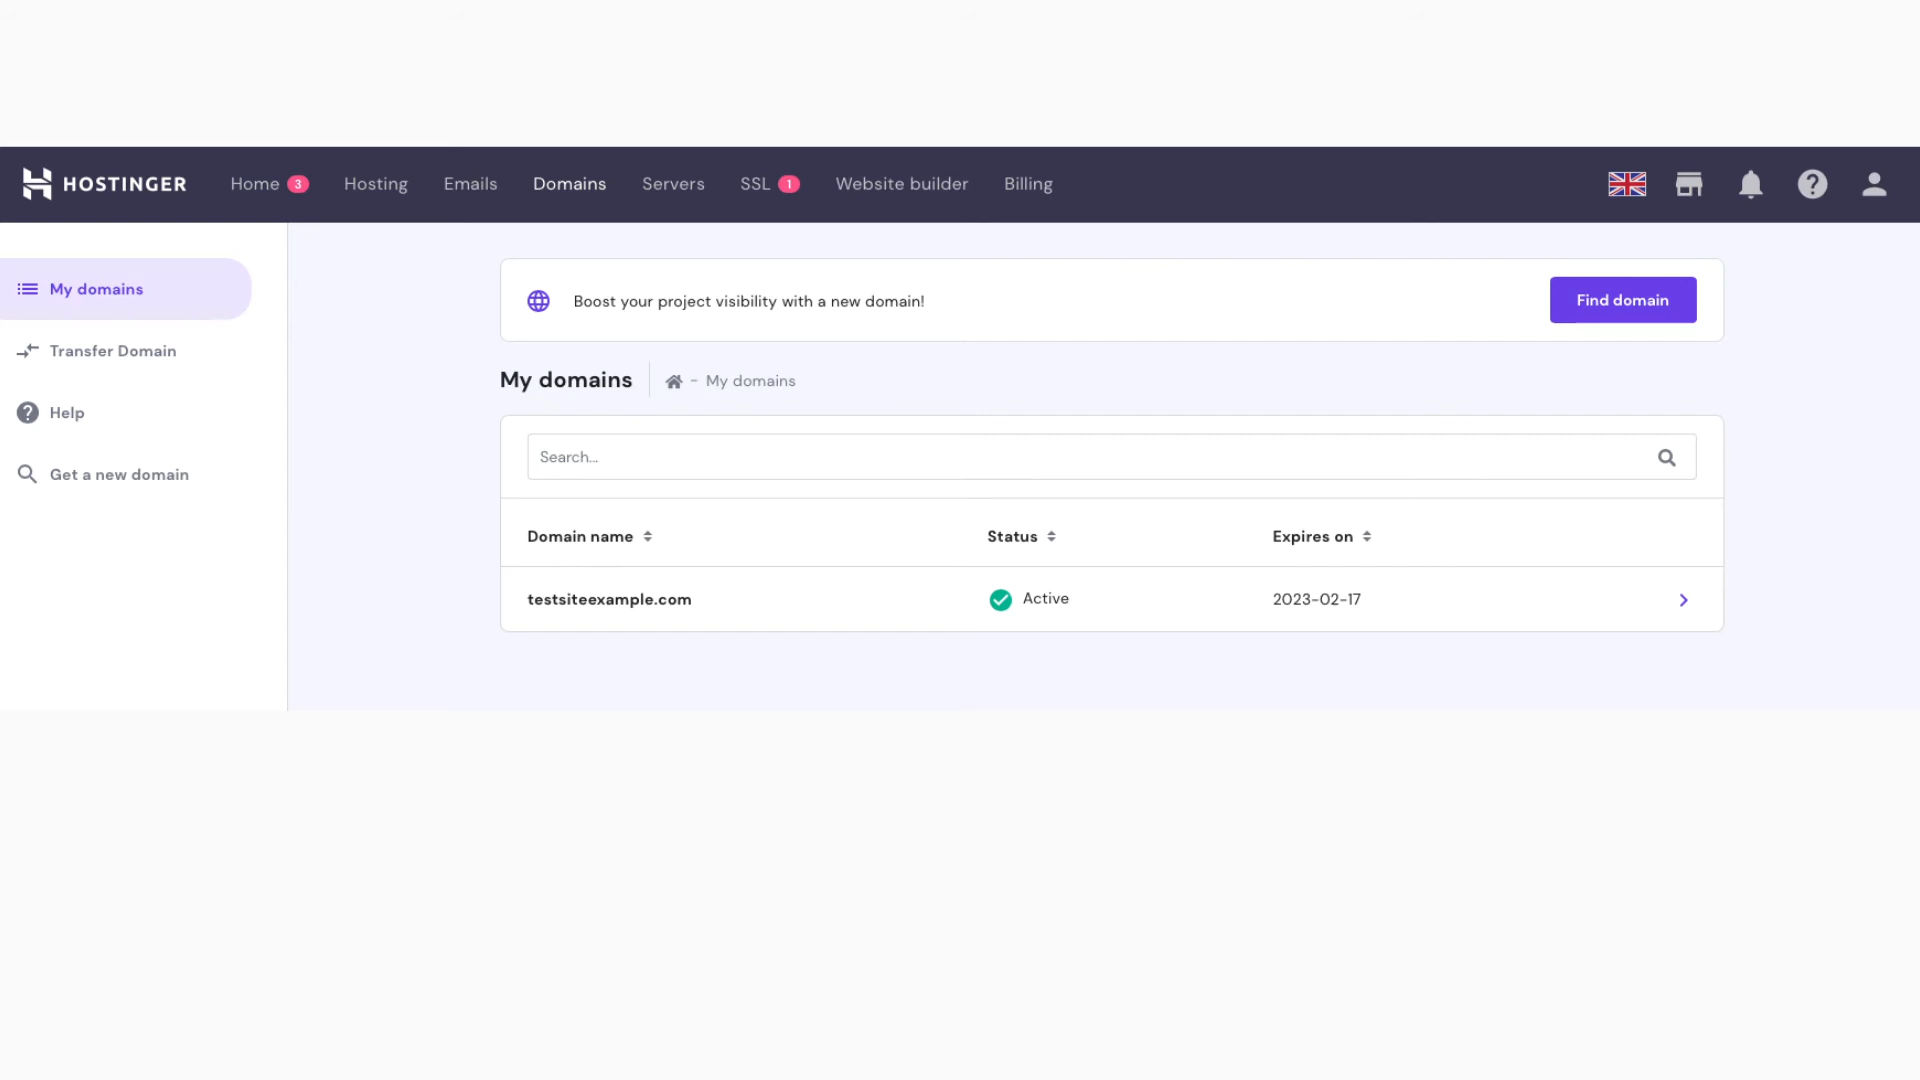 HOSTINGER Home 3 Hosting Emails Domains Servers SSL 1 Website builder Billing
My domains
Transfer Domain
Help
Get a new domain
Boost your project visibility with a new domain! Find domain
My domains - My domains
Search...
Domain name Status Expires on
testsiteexample.com Active 2023-02-17